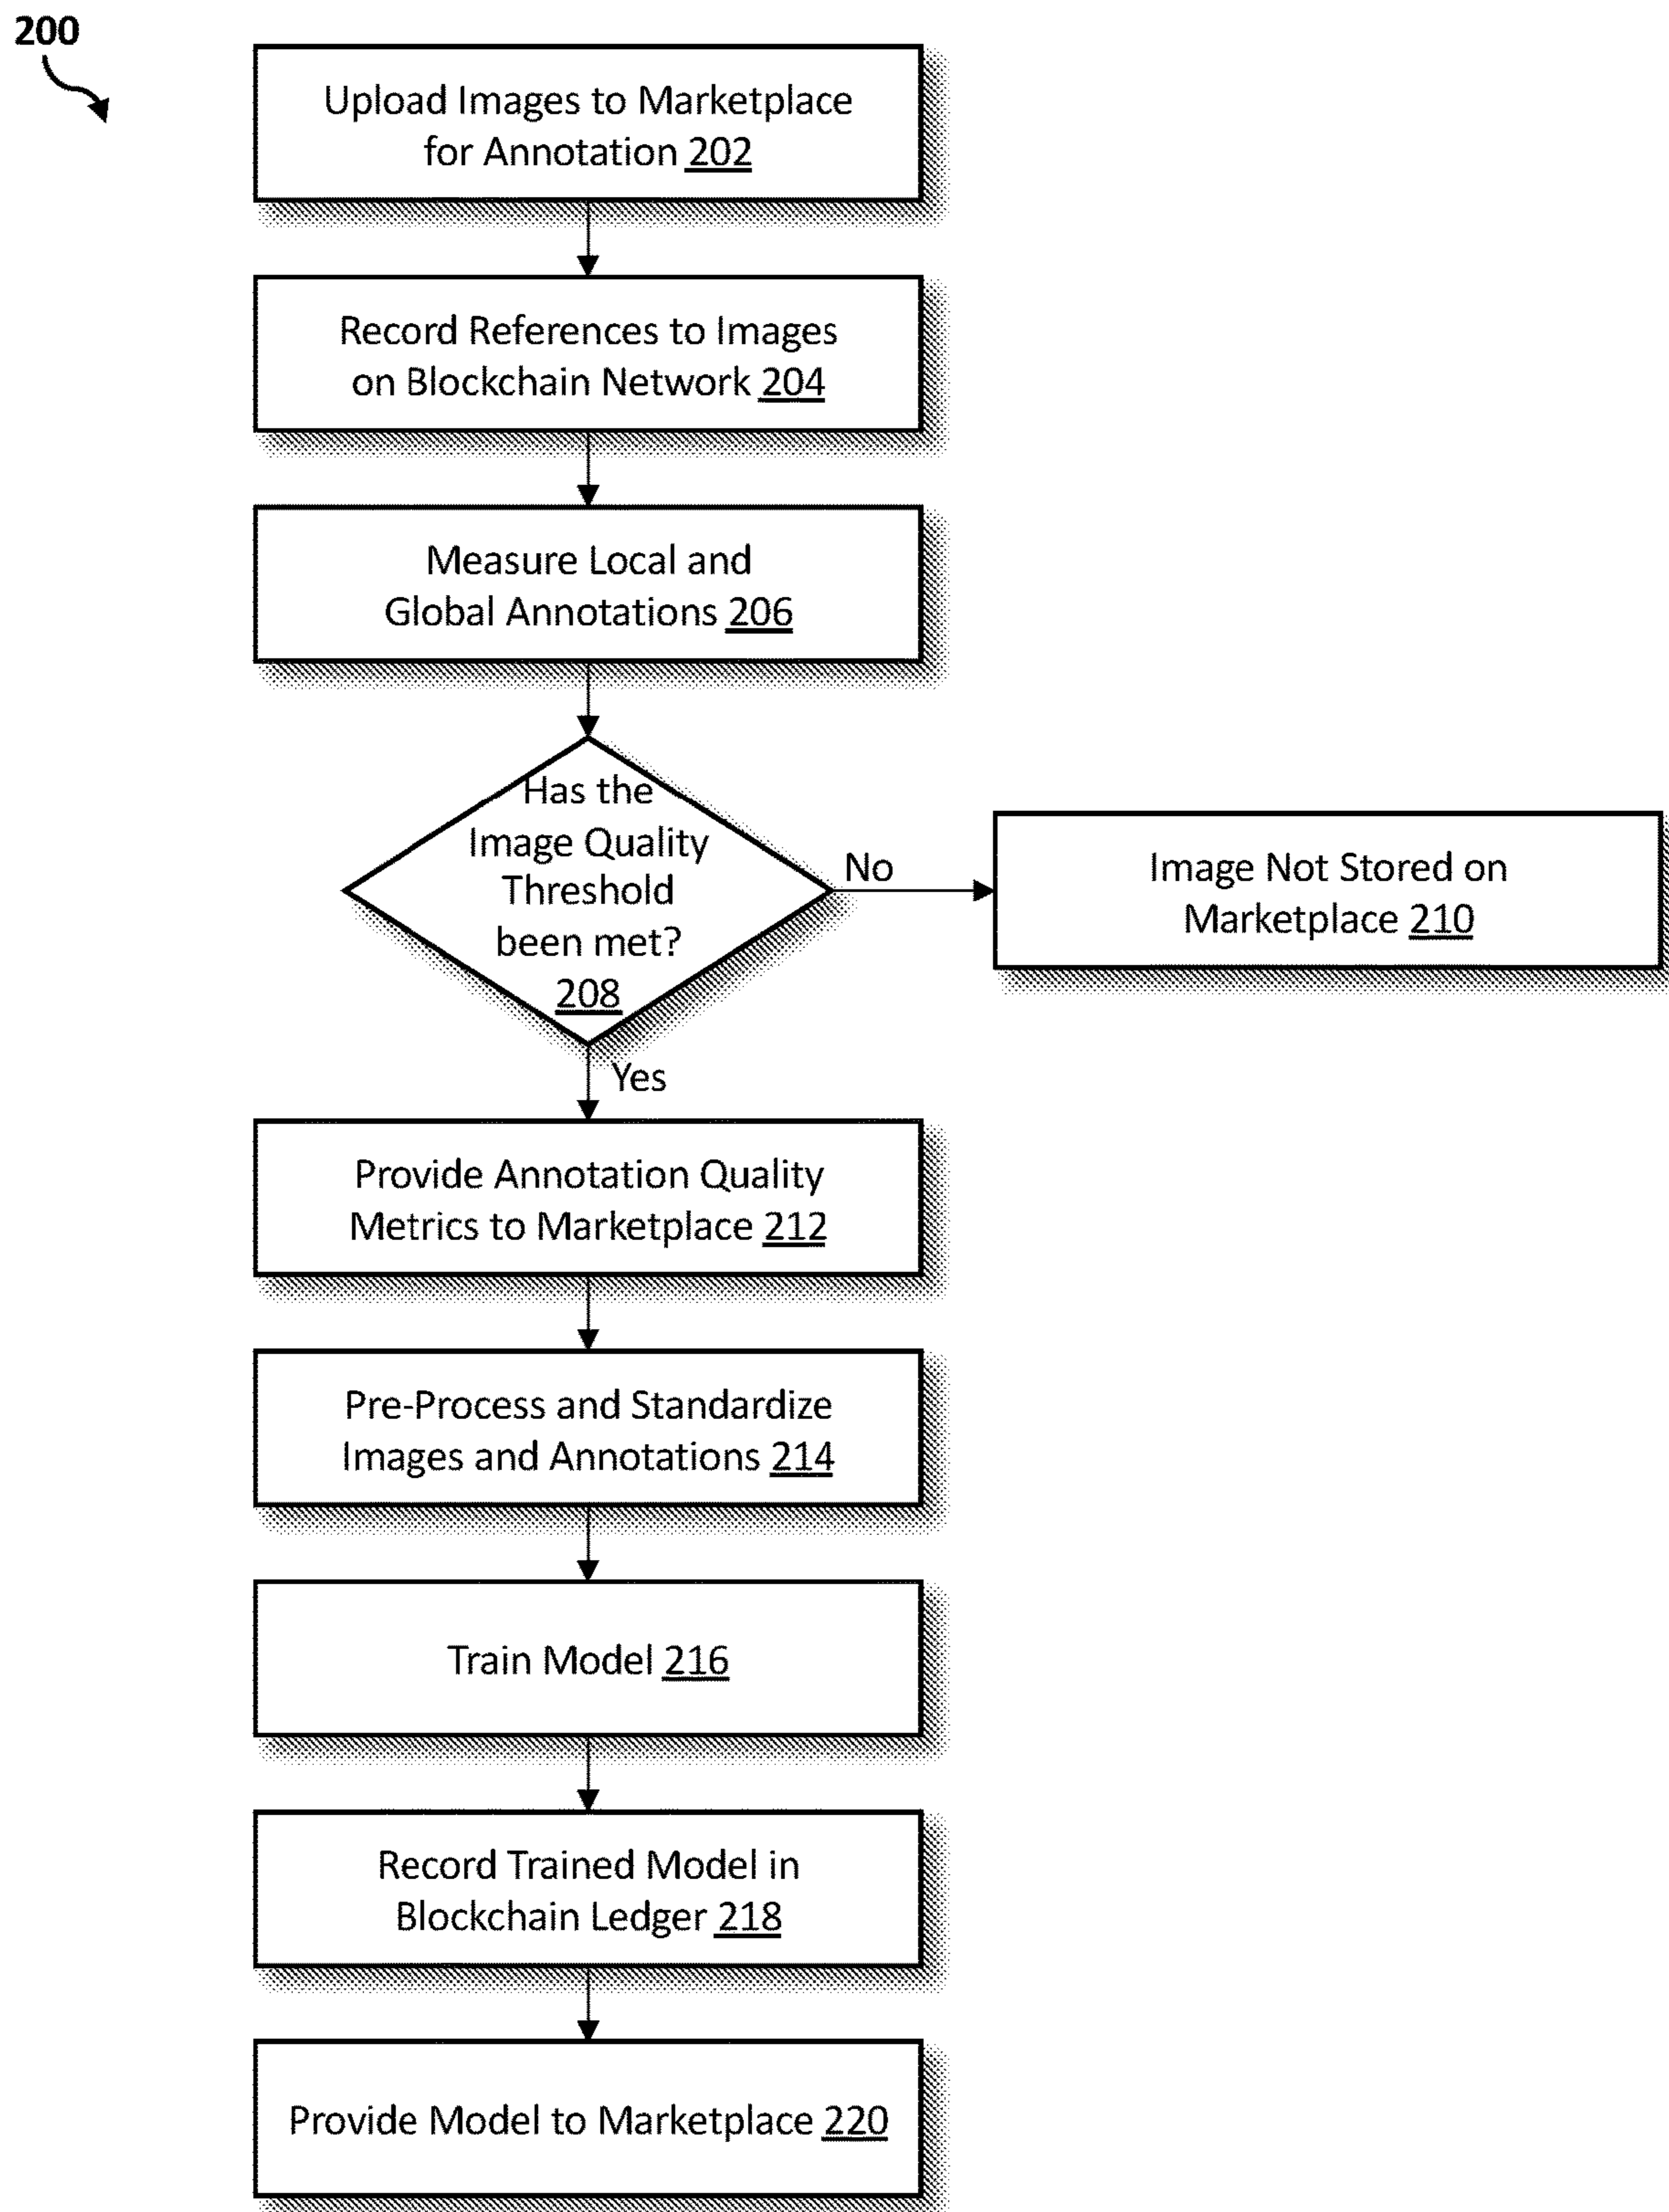 200
Upload Images to Marketplace
for Annotation 202
Record References to Images
on Blockchain Network 204
Measure Local and
Global Annotations 206
Has the
Image Quality
Threshold
been met?
208
No
Image Not Stored on
Marketplace 210
Yes
Provide Annotation Quality
Metrics to Marketplace 212
Pre-Process and Standardize
Images and Annotations 214
Train Model 216
Record Trained Model in
Blockchain Ledger 218
Provide Model to Marketplace 220